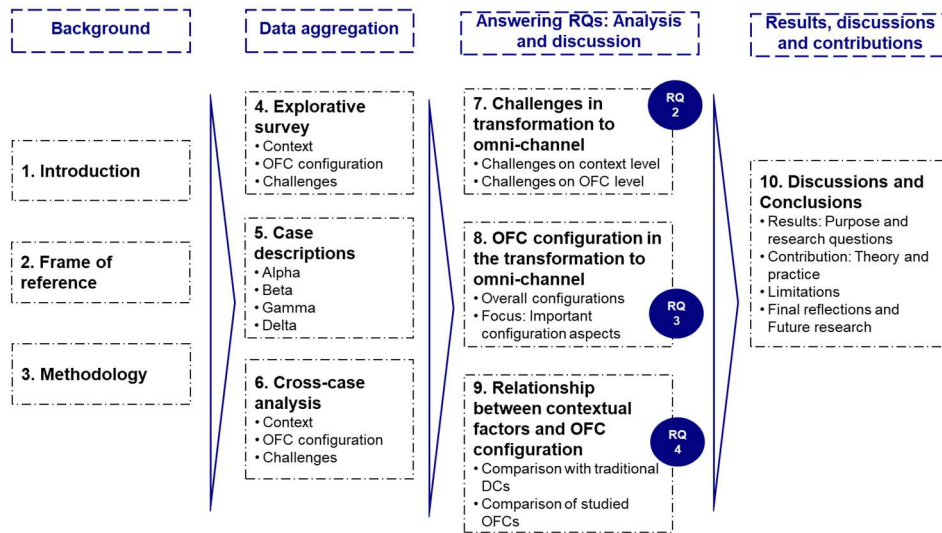 Background
1. Introduction
2. Frame of
reference
3. Methodology
Data aggregation
4. Explorative
survey
• Context
• OFC configuration
• Challenges
5. Case
descriptions
• Alpha
• Beta
• Gamma
• Delta
6. Cross-case
analysis
• Context
• OFC configuration
• Challenges
Answering RQs: Analysis
and discussion
7. Challenges in
transformation to
omni-channel
• Challenges on context level
• Challenges on OFC level
RQ
2
8. OFC configuration in
the transformation to
omni-channel
• Overall configurations
• Focus: Important
configuration aspects
RQ
3
9. Relationship
between contextual
factors and OFC
configuration
• Comparison with traditional
DCs
• Comparison of studied
OFCs
RQ
4
Results, discussions
and contributions
10. Discussions and
Conclusions
• Results: Purpose and
research questions
• Contribution: Theory and
practice
• Limitations
• Final reflections and
Future research